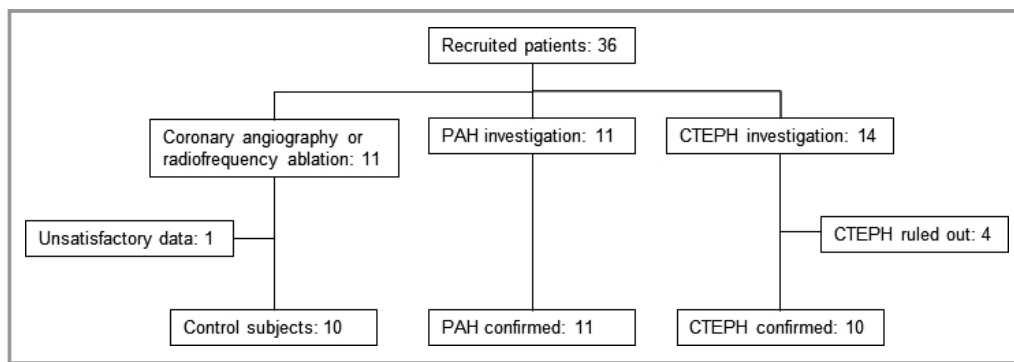 Recruited patients: 36
Coronary angiography or
radiofrequency ablation: 11
PAH investigation: 11
CTEPH investigation: 14
Unsatisfactory data: 1
CTEPH ruled out: 4
Control subjects: 10
PAH confirmed: 11
CTEPH confirmed: 10